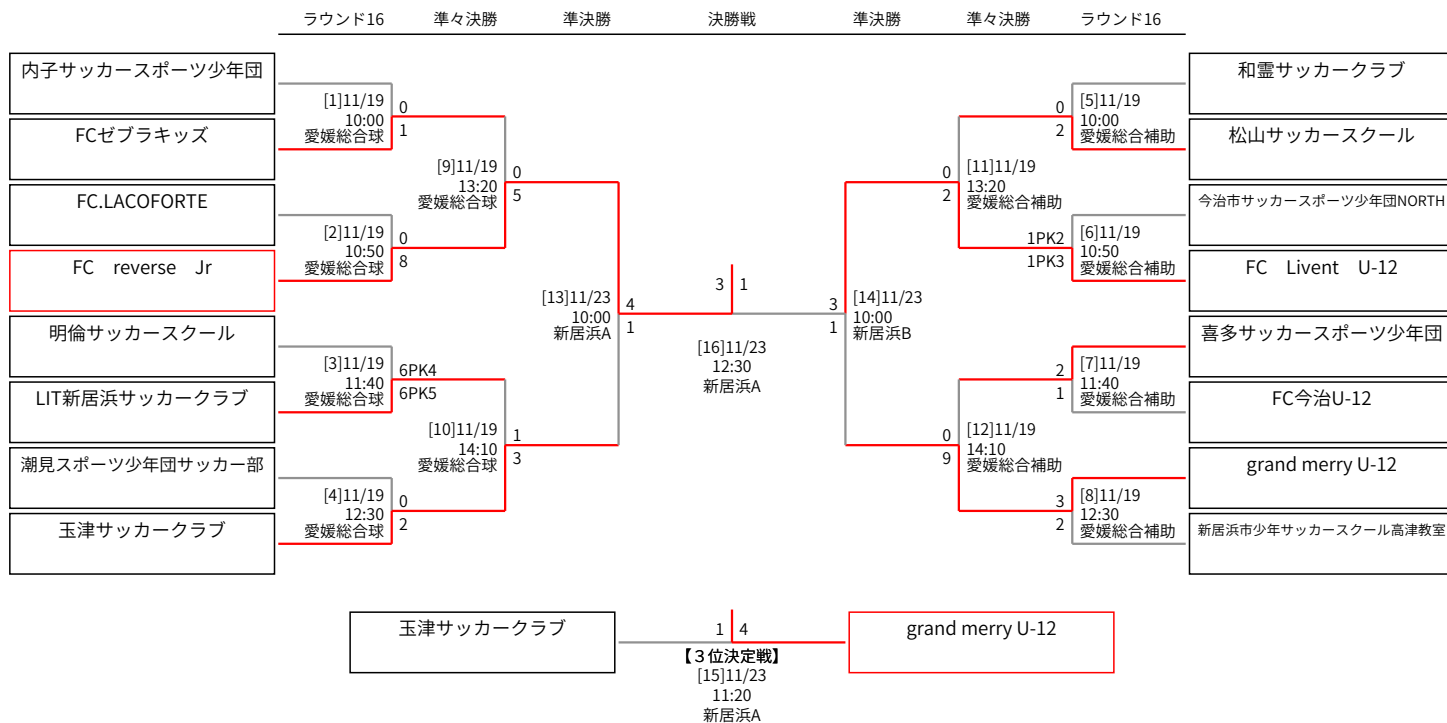 ラウンド16 準々決勝 準決勝 決勝戦 準決勝 準々決勝 ラウンド16
内子サッカースポーツ少年団
[1]11/19
10:00
愛媛総合球
0
1
FCゼブラキッズ
[9]11/19
13:20
愛媛総合球
0
5
FC.LACOFORTE
[2]11/19
10:50
愛媛総合球
0
8
FC reverse Jr
[13]11/23
10:00
新居浜A
4
1
明倫サッカースクール
[3]11/19
11:40
愛媛総合球
6PK4
6PK5
LIT新居浜サッカークラブ
[10]11/19
14:10
愛媛総合球
1
3
潮見スポーツ少年団サッカー部
[4]11/19
12:30
愛媛総合球
0
2
玉津サッカークラブ
3 1
[16]11/23
12:30
新居浜A
和霊サッカークラブ
0
2
[5]11/19
10:00
愛媛総合補助
松山サッカースクール
0
2
[11]11/19
13:20
愛媛総合補助
今治市サッカースポーツ少年団NORTH
1PK2
1PK3
[6]11/19
10:50
愛媛総合補助
FC Livent U-12
3
1
[14]11/23
10:00
新居浜B
喜多サッカースポーツ少年団
2
1
[7]11/19
11:40
愛媛総合補助
FC今治U-12
0
9
[12]11/19
14:10
愛媛総合補助
grand merry U-12
3
2
[8]11/19
12:30
愛媛総合補助
新居浜市少年サッカースクール高津教室
玉津サッカークラブ 1 4 grand merry U-12
【３位決定戦】
[15]11/23
11:20
新居浜A